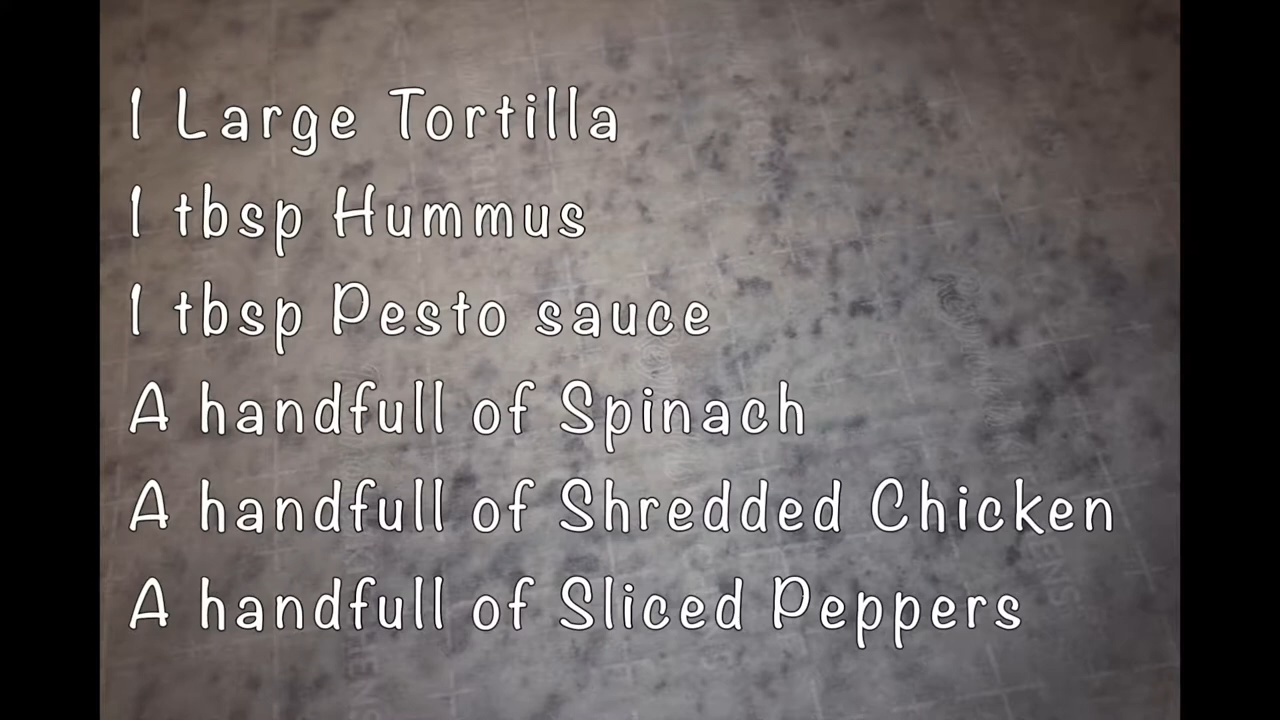 1 Large Tortilla
1 tbsp Hummus
1 tbsp Pesto sauce
A handfull of Spinach
A handfull of Shredded Chicken
A handfull of Sliced Peppers